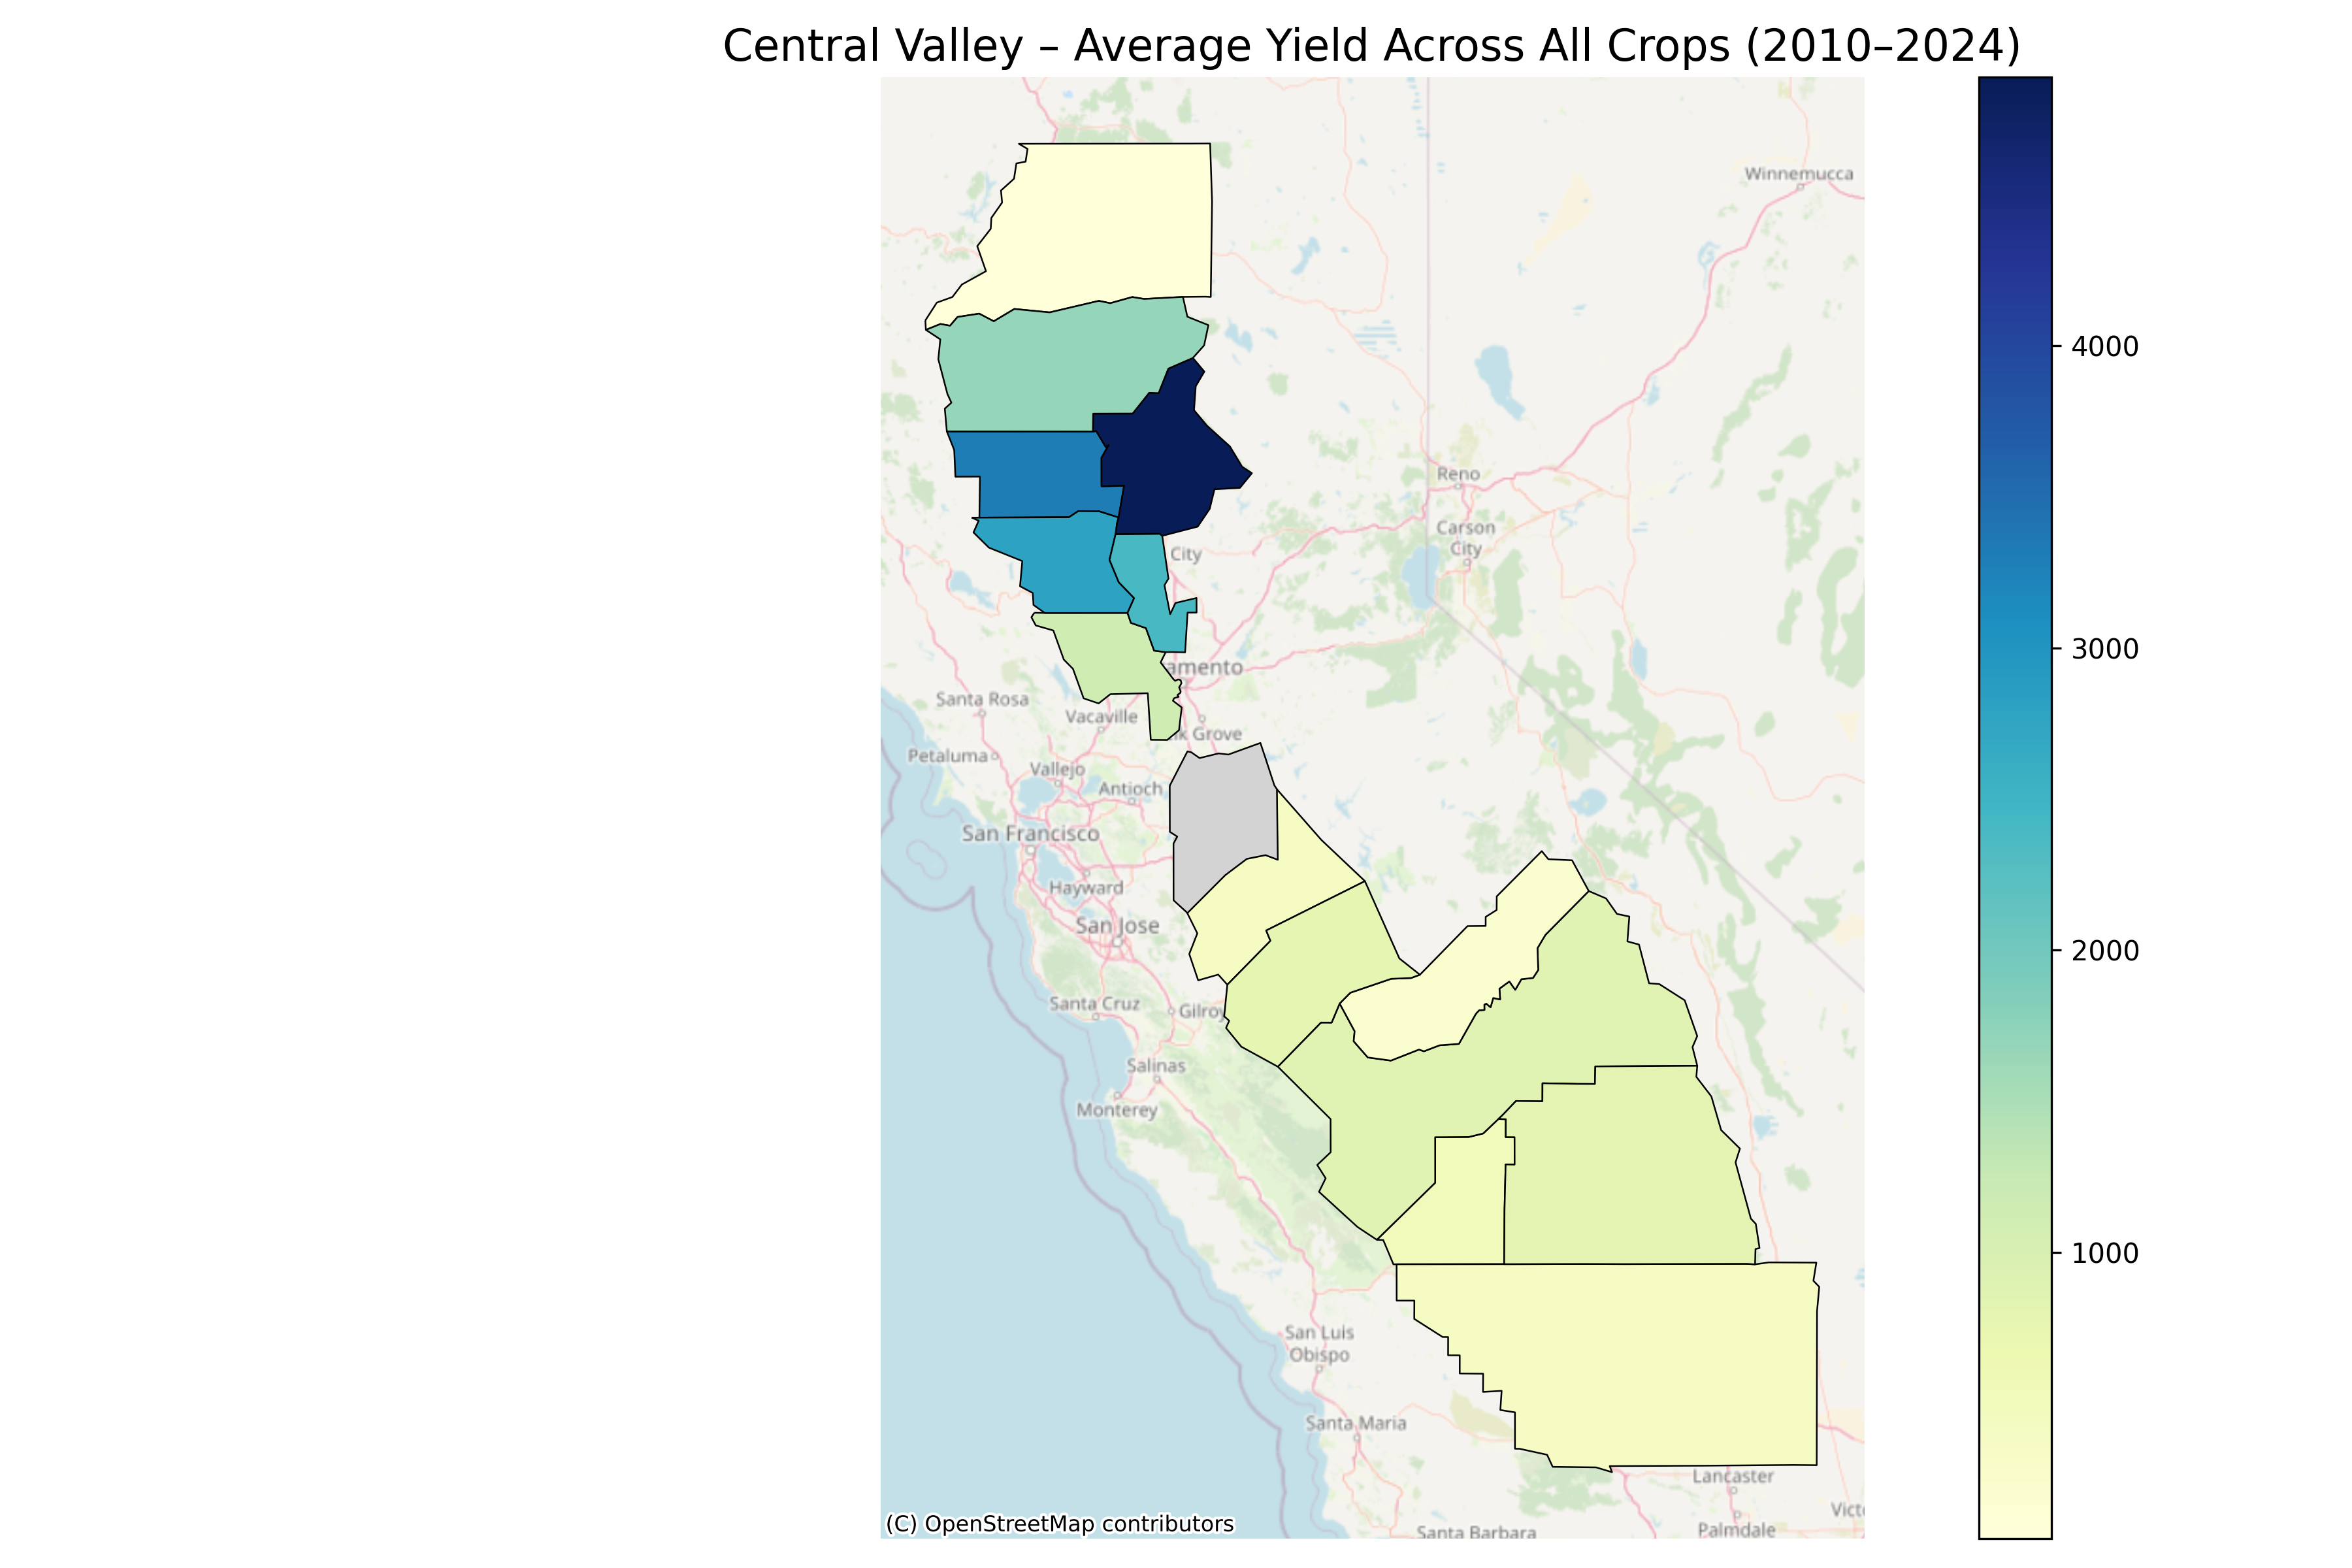 Central Valley – Average Yield Across All Crops (2010–2024)
Winnemucca
4000
Reno
Carson
City
City
3000
amento
Santa Rosa
Vacaville
k Grove
Petaluma
Vallejo
Antioch
San Francisco
Hayward
San Jose
2000
Santa Cruz
Gilroy
Salinas
Monterey
1000
San Luis
Obispo
Santa Maria
Lancaster
Victo
(C) OpenStreetMap contributors
Santa Barbara
Palmdale